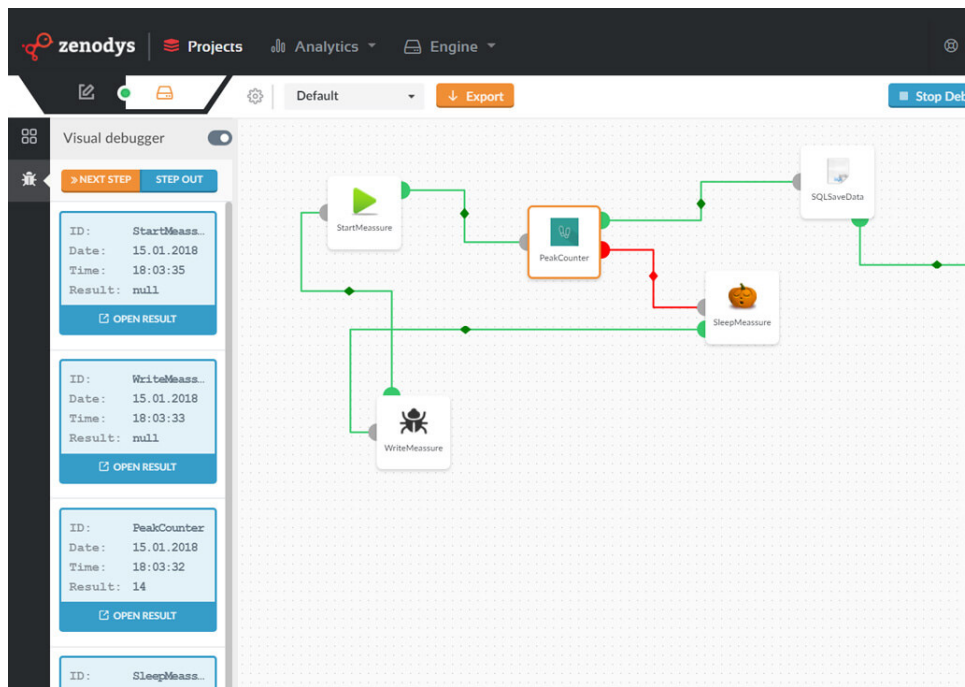 zenodys Projects Analytics Engine
Default Export Stop Deb
Visual debugger
NEXT STEP STEP OUT
ID: StartMeass…
Date: 15.01.2018
Time: 18:03:35
Result: null
OPEN RESULT
ID: WriteMeass…
Date: 15.01.2018
Time: 18:03:33
Result: null
OPEN RESULT
ID: PeakCounter
Date: 15.01.2018
Time: 18:03:32
Result: 14
OPEN RESULT
ID: SleepMeass…
StartMeassure
PeakCounter
SQLSaveData
SleepMeassure
WriteMeassure